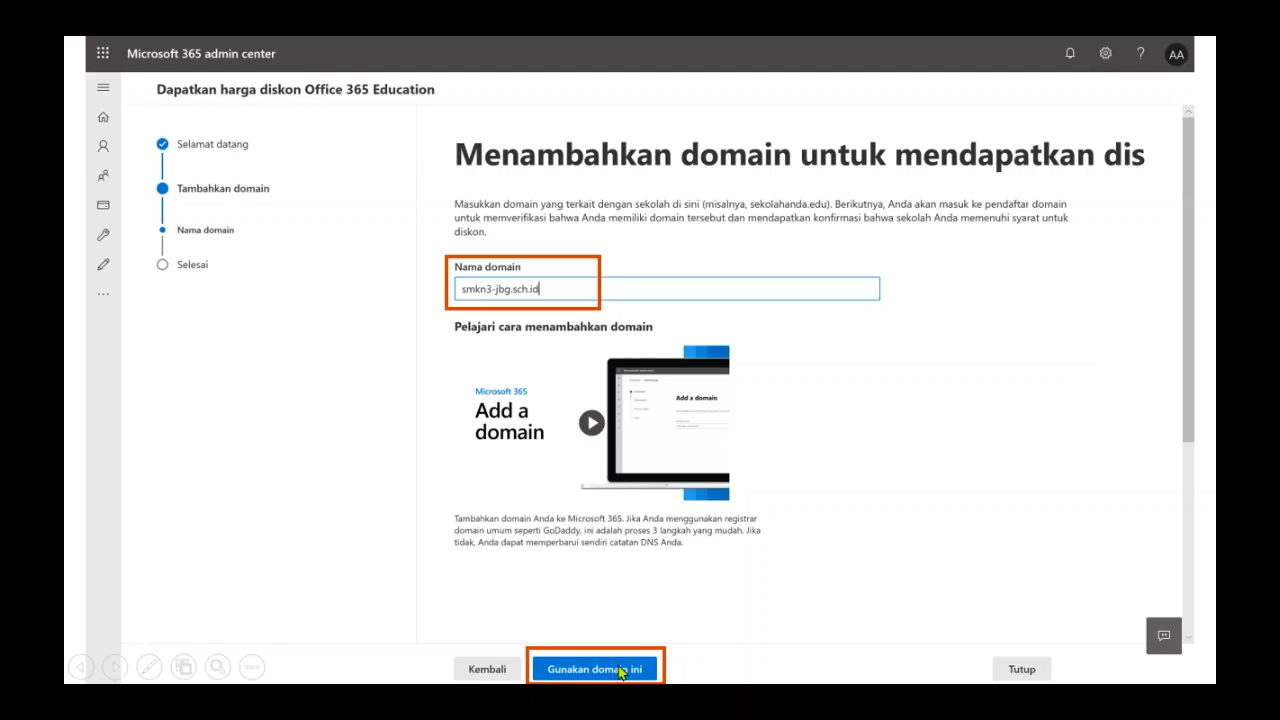 Microsoft 365 admin center
?
AA
Dapatkan harga diskon Office 365 Education
Selamat datang
Tambahkan domain
Nama domain
Selesai
Menambahkan domain untuk mendapatkan dis
Masukkan domain yang terkait dengan sekolah di sini (misalnya, sekolahanda.edu). Berikutnya, Anda akan masuk ke pendaftar domain
untuk memverifikasi bahwa Anda memiliki domain tersebut dan mendapatkan konfirmasi bahwa sekolah Anda memenuhi syarat untuk
diskon.
Nama domain
smkn3-jbg.sch.id
Pelajari cara menambahkan domain
Microsoft 365
Add a
domain
Add a domain
Tambahkan domain Anda ke Microsoft 365. Jika Anda menggunakan registrar
domain umum seperti GoDaddy, ini adalah proses 3 langkah yang mudah. Jika
tidak, Anda dapat memperbarui sendiri catatan DNS Anda.
Kembali
Gunakan domain ini
Tutup